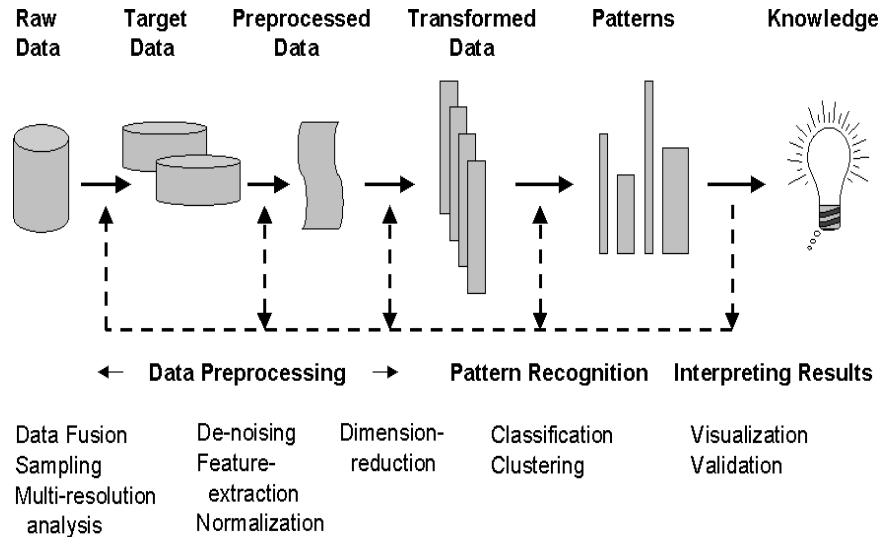 Raw Target Preprocessed Transformed Patterns Knowledge
Data Data Data Data
Data Preprocessing Pattern Recognition Interpreting Results
Data Fusion De-noising Dimension- Classification Visualization
Sampling Feature- reduction Clustering Validation
Multi-resolution extraction
analysis Normalization